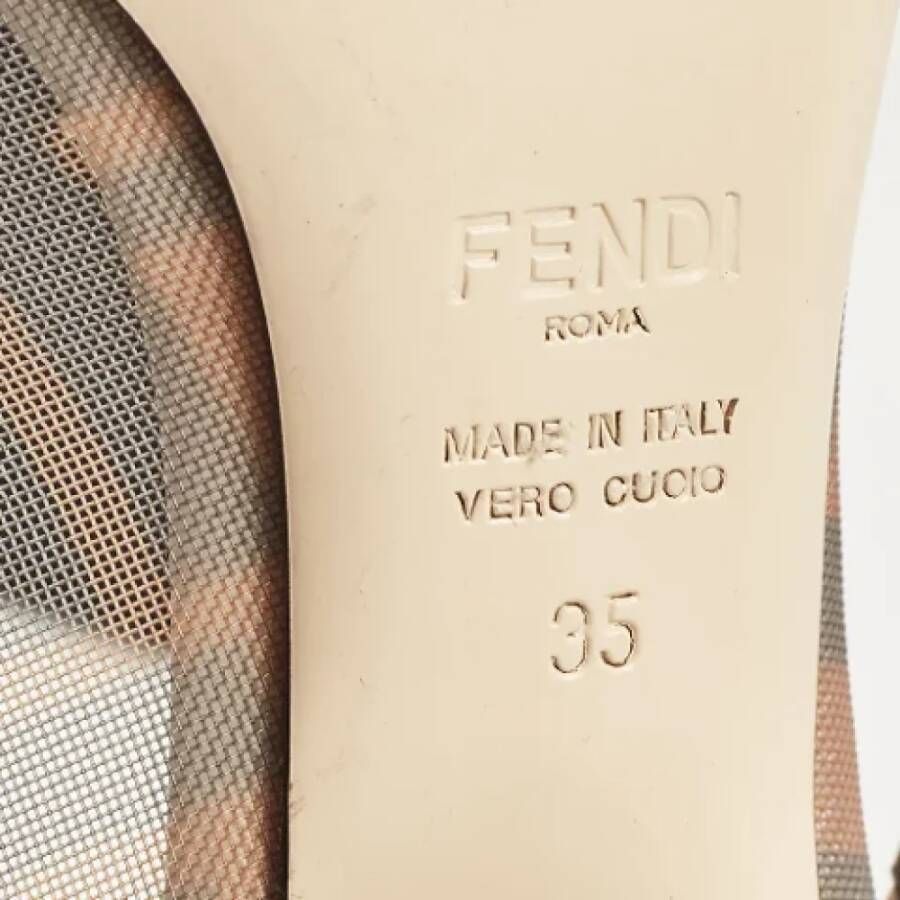 FENDI
ROMA
MADE IN ITALY
VERO CUOIO
35